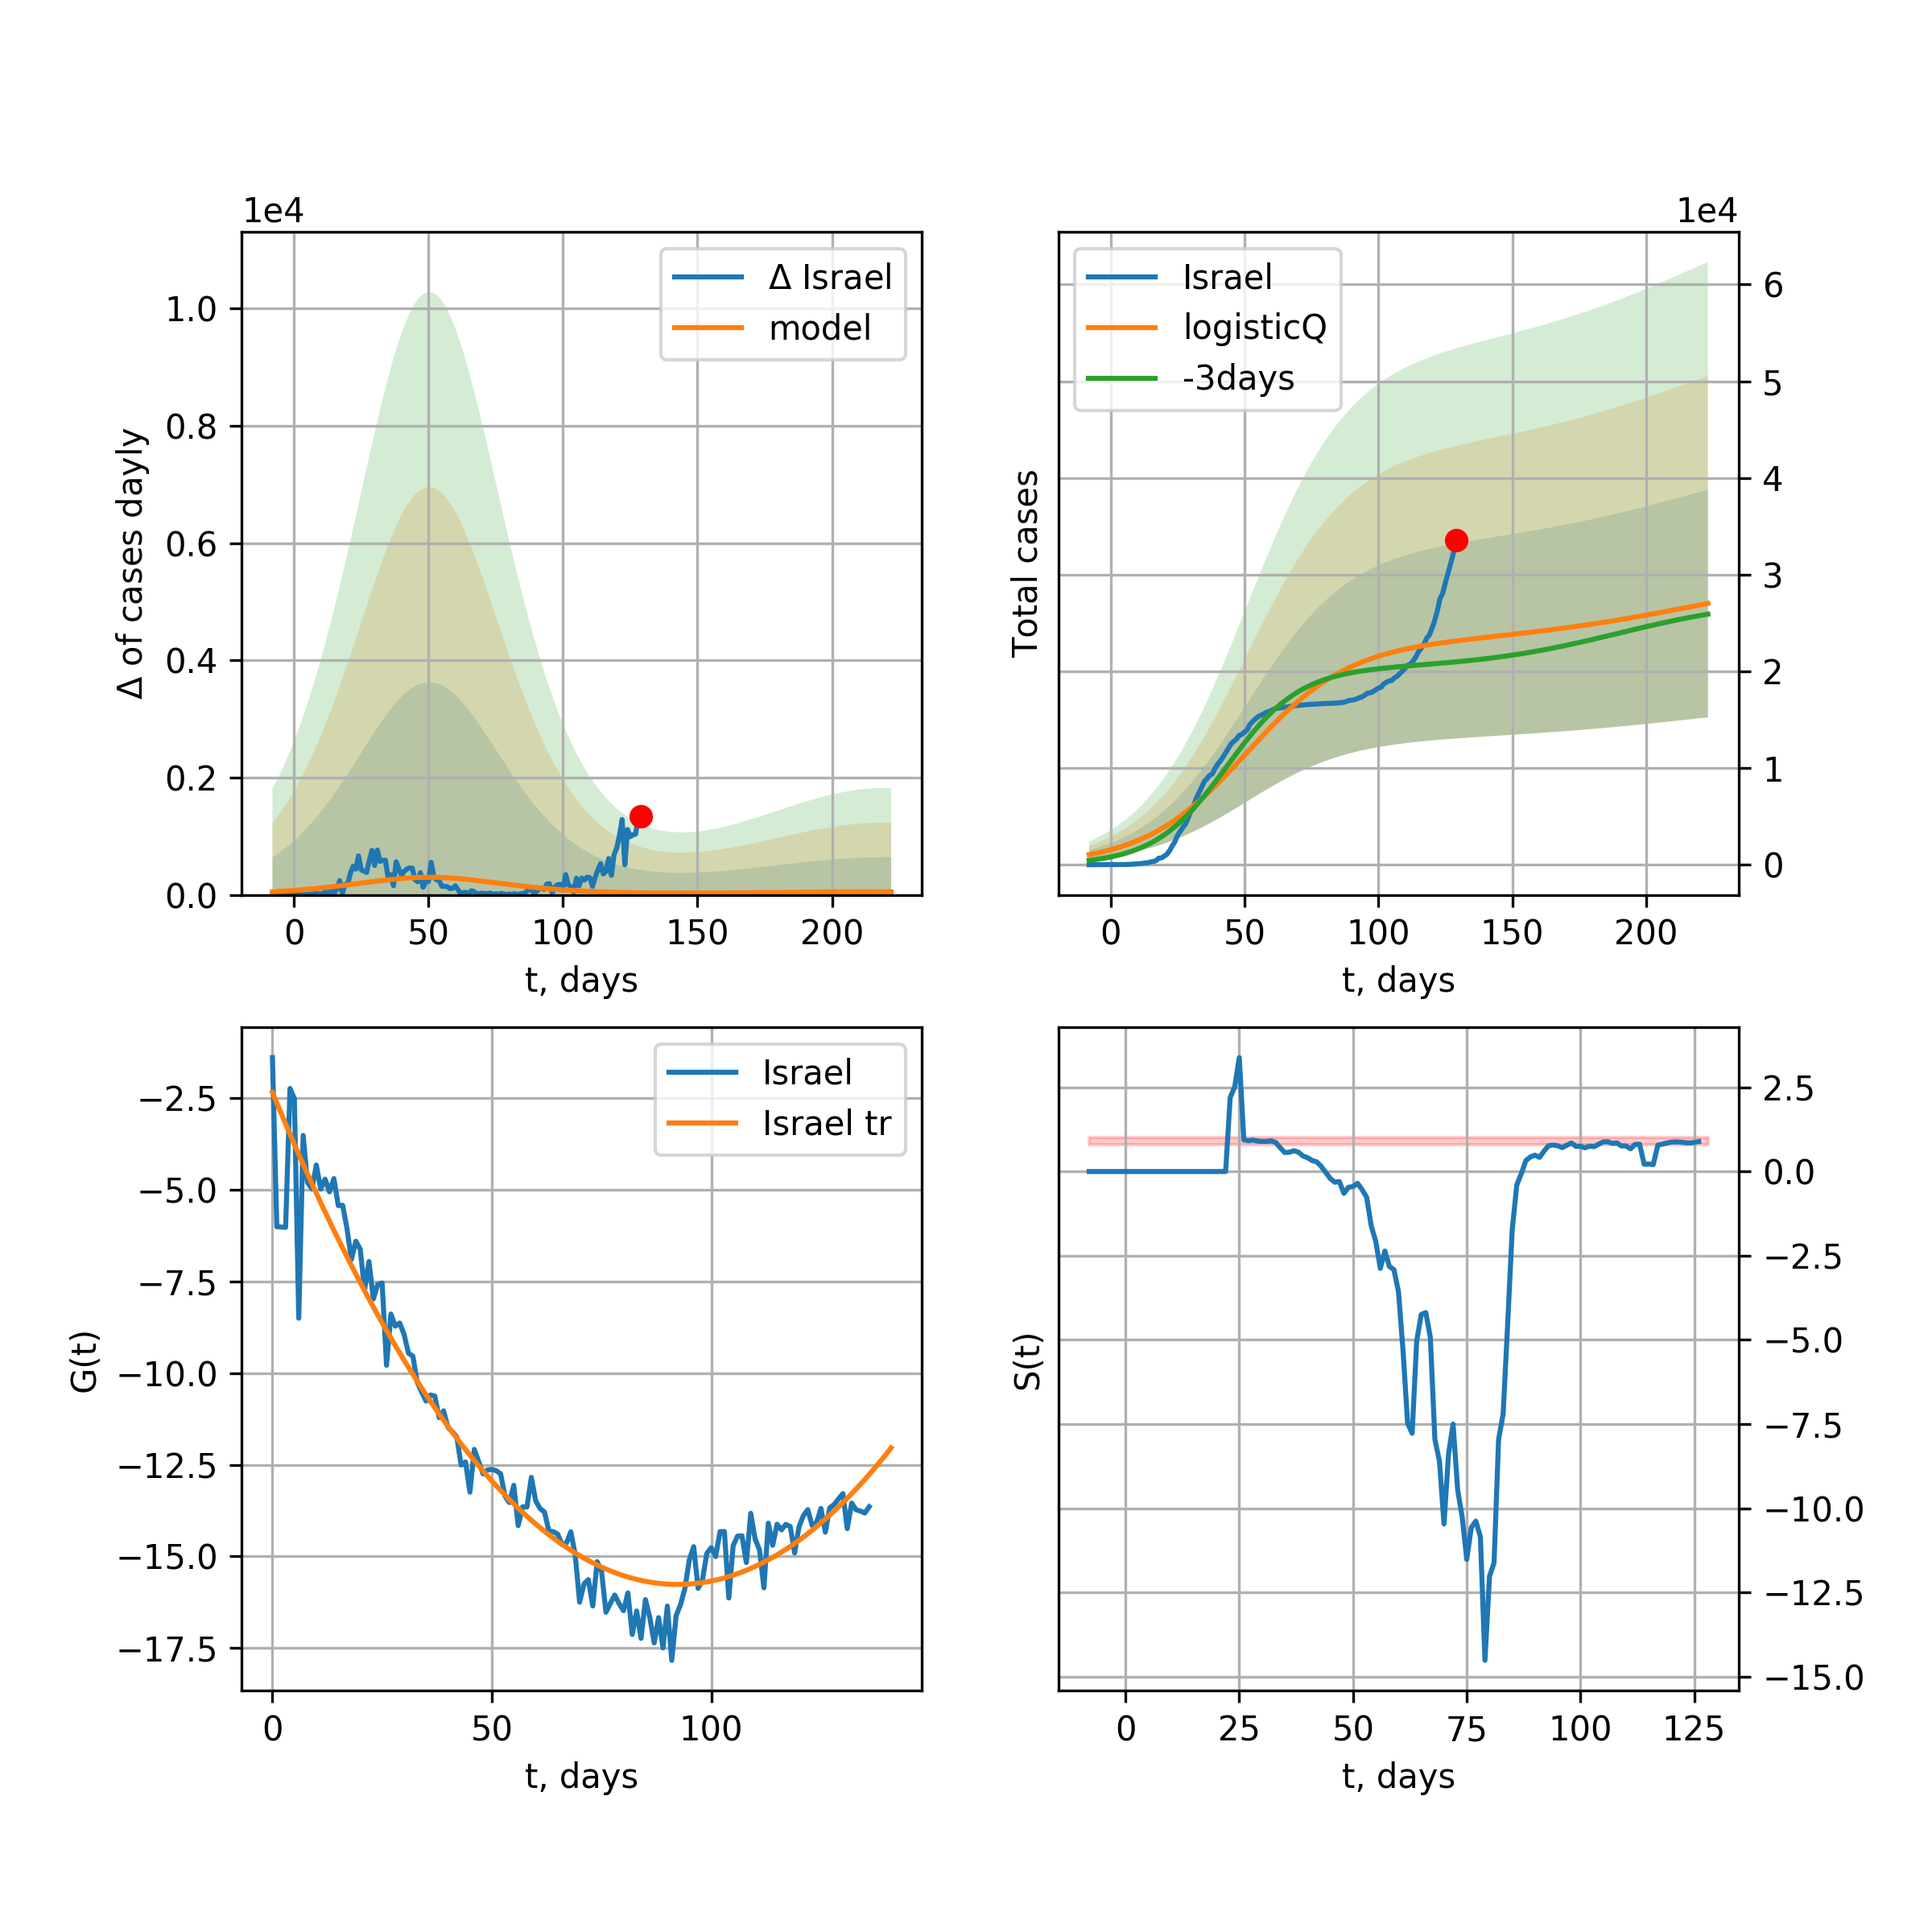 1e4
Δ of cases dayly
1.0
0.8
0.6
0.4
0.2
0.0
0 50 100 150 200
t, days
Δ Israel
model
1e4
Total cases
6
5
4
3
2
1
0
0 50 100 150 200
t, days
Israel
logisticQ
-3days
G(t)
−2.5
−5.0
−7.5
−10.0
−12.5
−15.0
−17.5
0 50 100
t, days
Israel
Israel tr
S(t)
2.5
0.0
−2.5
−5.0
−7.5
−10.0
−12.5
−15.0
0 25 50 75 100 125
t, days